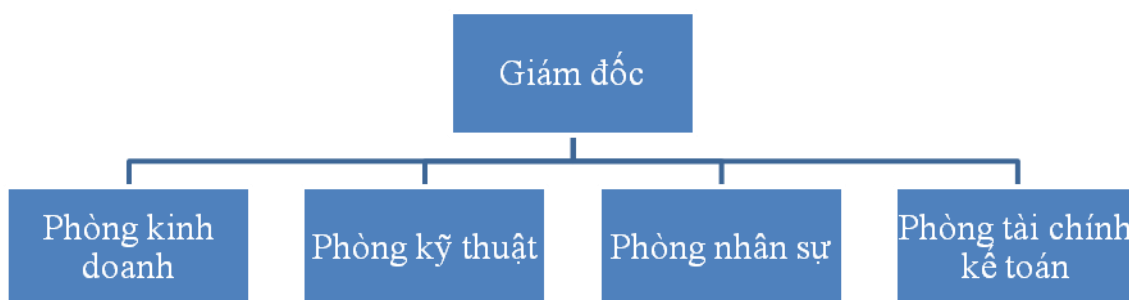 Giám đốc
Phòng kinh
doanh
Phòng kỹ thuật
Phòng nhân sự
Phòng tài chính
kế toán